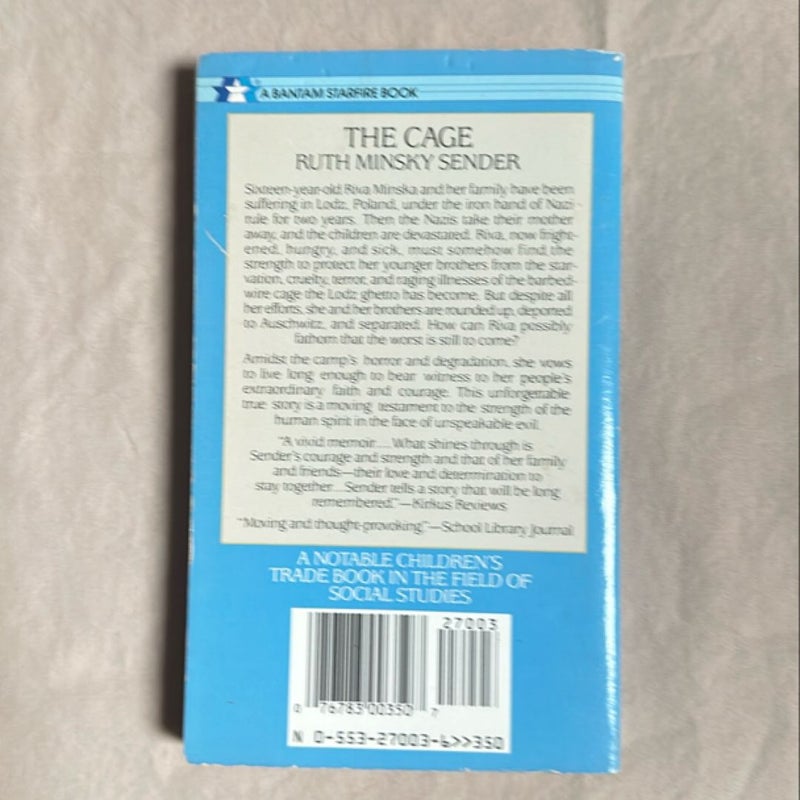 A BANTAM STARFIRE BOOK
THE CAGE
RUTH MINSKY SENDER
Sixteen-year-old Riva Minska and her family have been
suffering in Lodz, Poland, under the iron hand of Nazi
rule for two years. Then the Nazis take their mother
away, and the children are devastated. Riva, now fright-
ened, hungry, and sick, must somehow find the
strength to protect her younger brothers from the star-
vation, cruelty, terror, and raging illnesses of the barbed-
wire cage the Lodz ghetto has become. But despite all
her efforts, she and her brothers are rounded up, deported
to Auschwitz, and separated. How can Riva possibly
fathom that the worst is still to come?
Amidst the camp's horror and degradation, she vows
to live long enough to bear witness to her people's
extraordinary faith and courage. This unforgettable
true story is a moving testament to the strength of the
human spirit in the face of unspeakable evil.
"A vivid memoir....What shines through is
Sender's courage and strength and that of her family
and friends—their love and determination to
stay together...Sender tells a story that will be long
remembered."—Kirkus Reviews
"Moving and thought-provoking"—School Library Journal
A NOTABLE CHILDREN'S
TRADE BOOK IN THE FIELD OF
SOCIAL STUDIES
27003
0 76783 00350 7
N 0-553-27003-6>>350